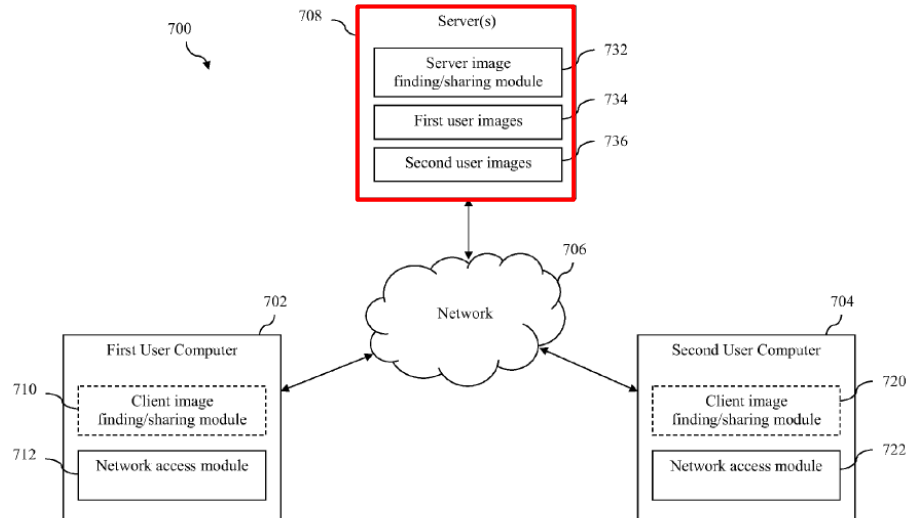 708
Server(s)
700
732
Server image
finding/sharing module
734
First user images
736
Second user images
706
Network
702
704
First User Computer
Second User Computer
710
Client image
finding/sharing module
720
Client image
finding/sharing module
712
Network access module
722
Network access module